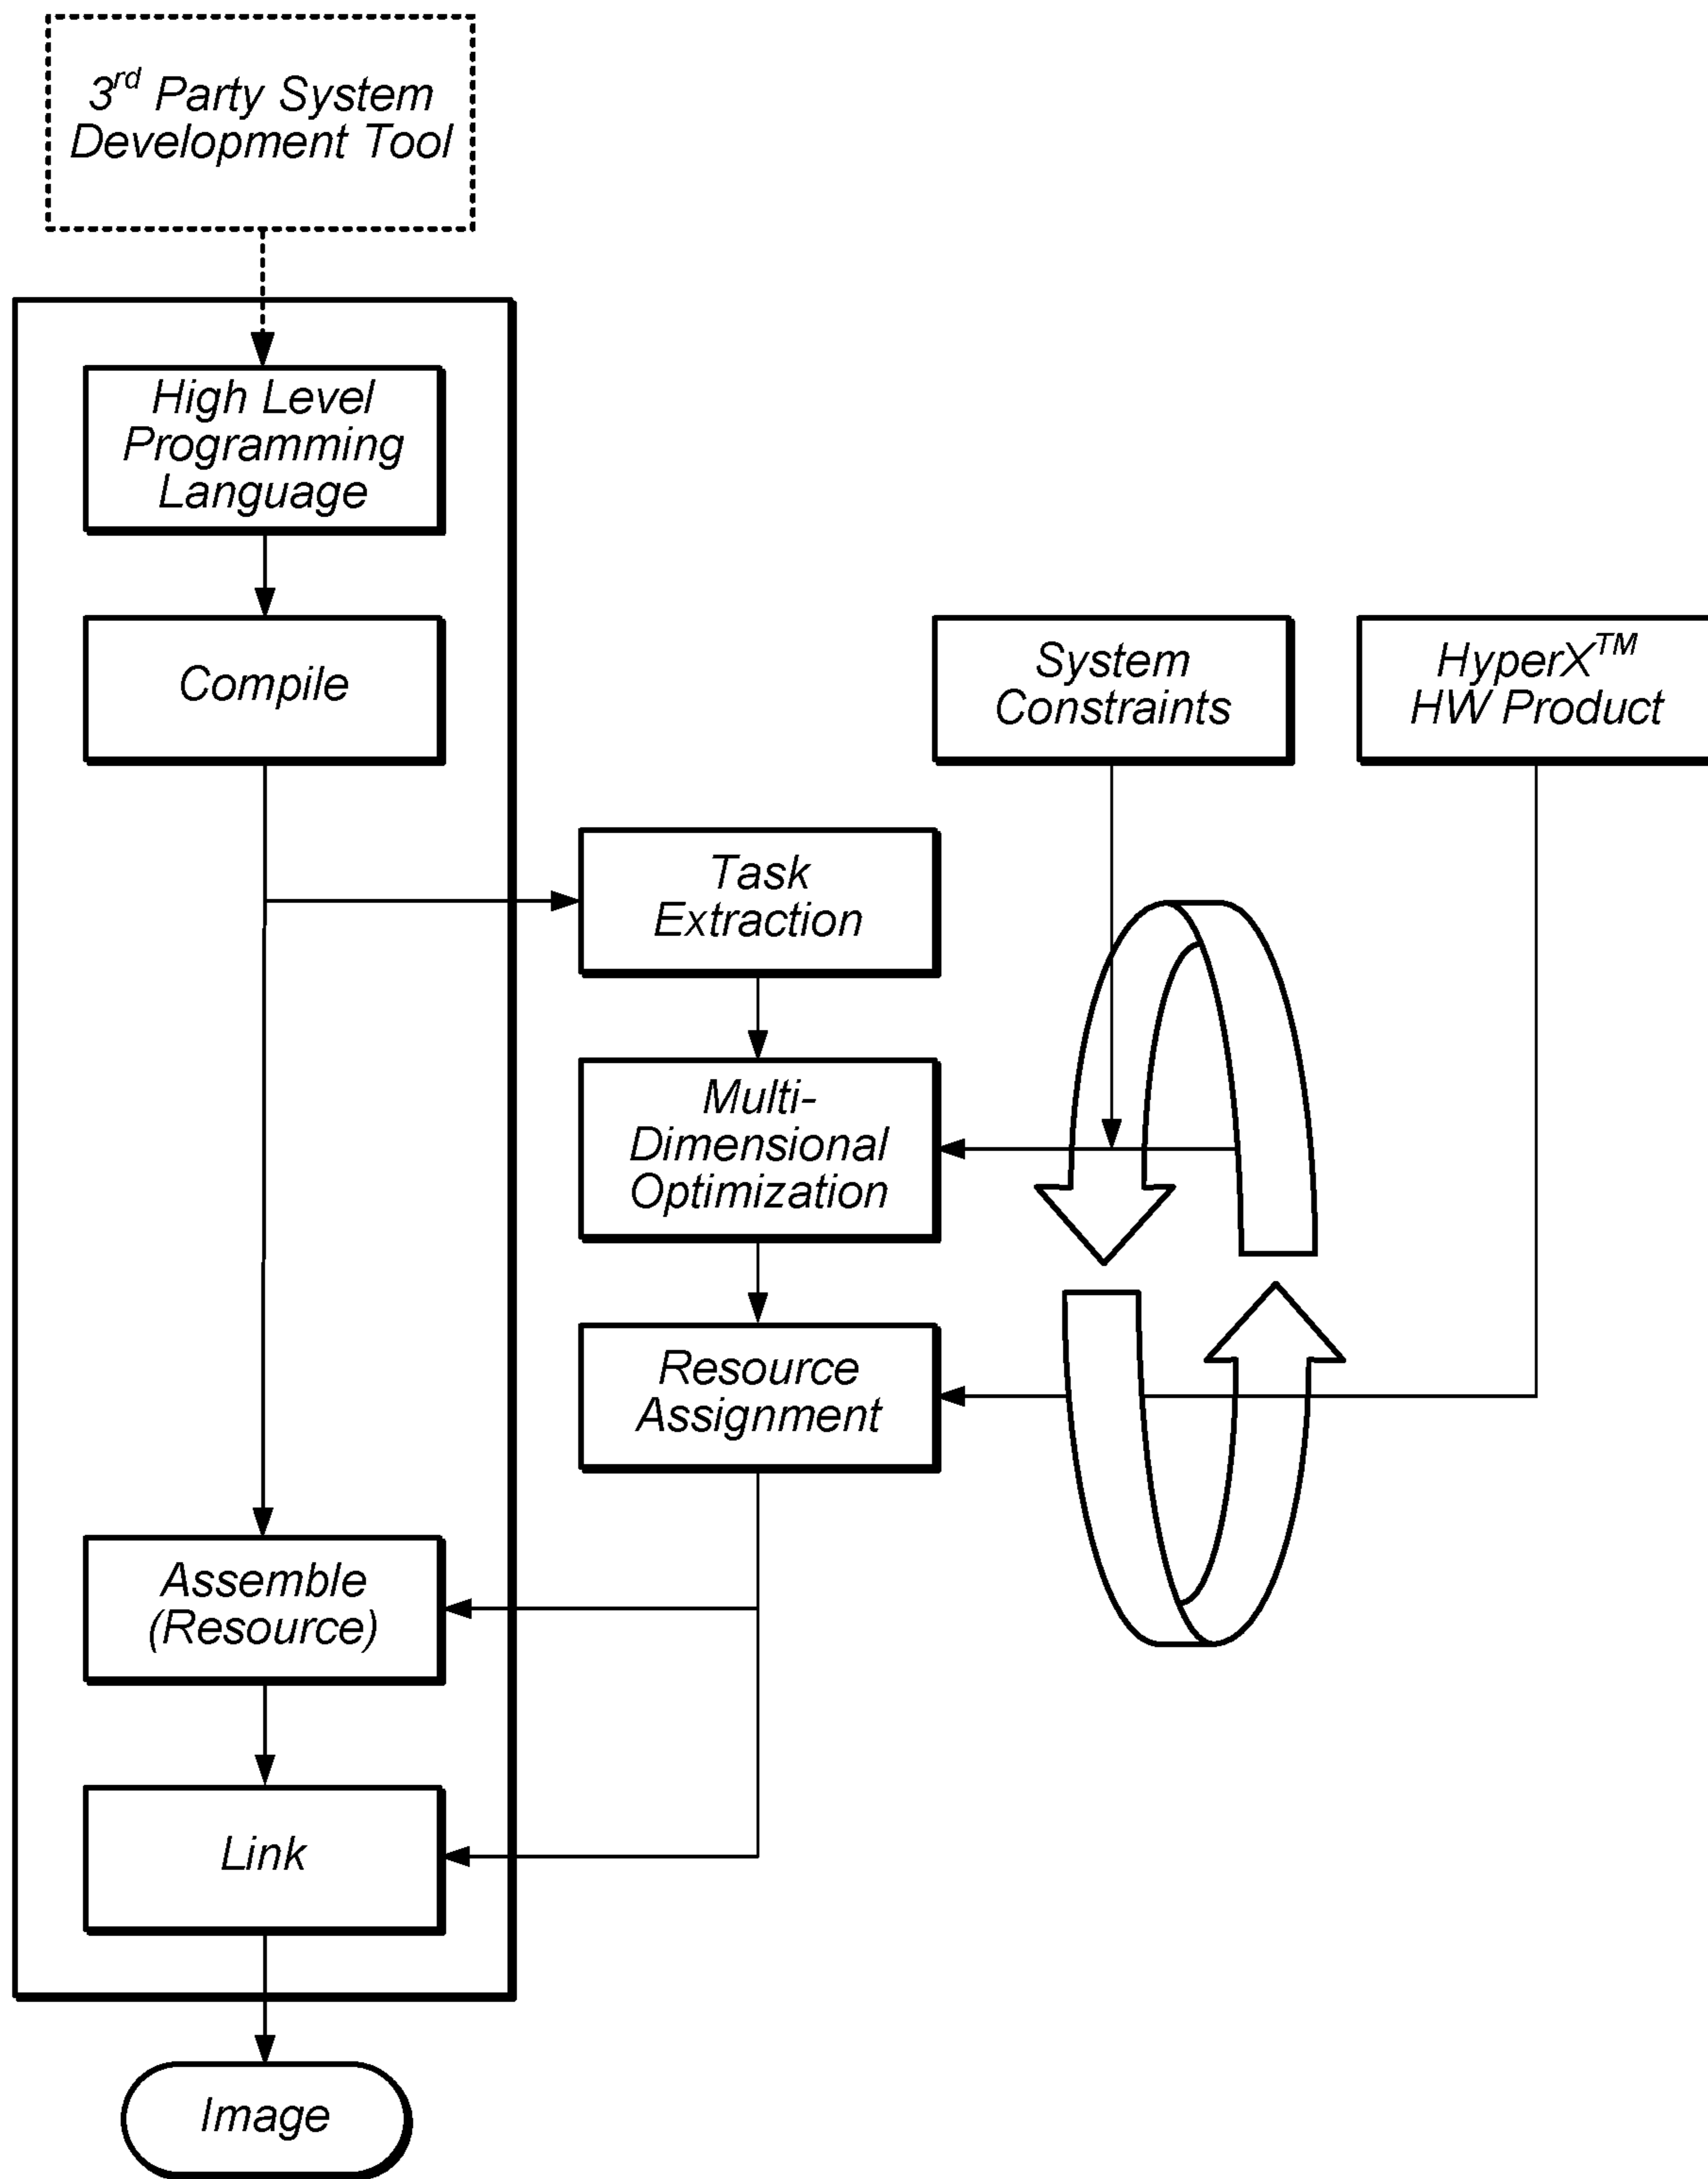 3rd Party System
Development Tool
High Level
Programming
Language
Compile
System
Constraints
HyperX™
HW Product
Task
Extraction
Multi-
Dimensional
Optimization
Resource
Assignment
Assemble
(Resource)
Link
Image